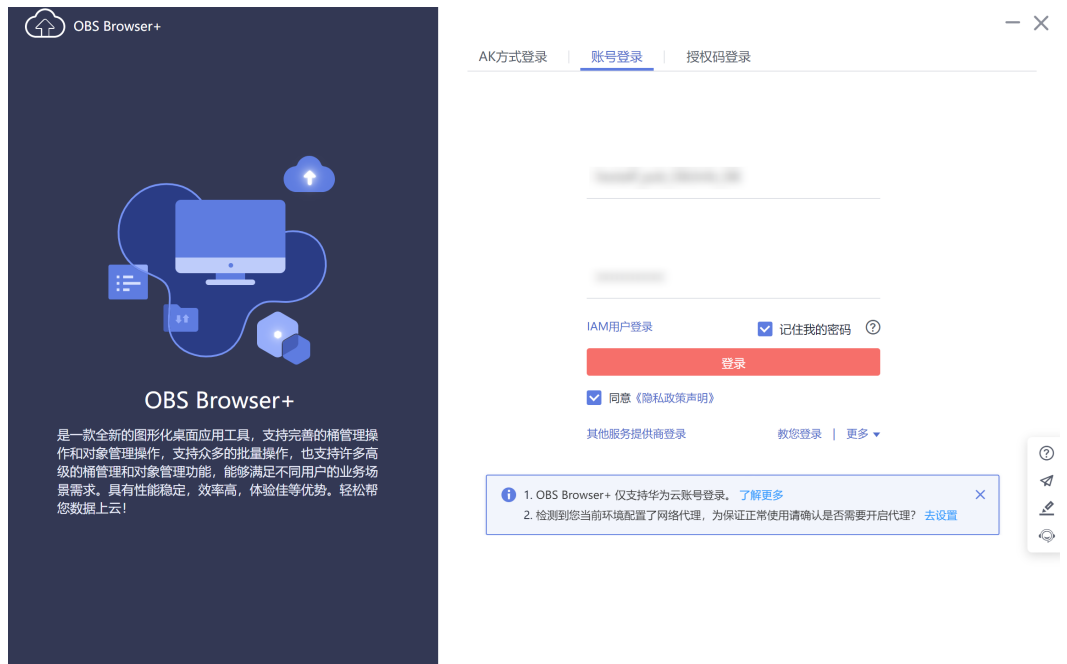 OBS Browser+
AK方式登录
账号登录
授权码登录
IAM用户登录
记住我的密码
登录
同意《隐私政策声明》
其他服务提供商登录
教您登录 | 更多
OBS Browser+
是一款全新的图形化桌面应用工具，支持完善的桶管理操
作和对象管理操作，支持众多的批量操作，也支持许多高
级的桶管理和对象管理功能，能够满足不同用户的业务场
景需求。具有性能稳定，效率高，体验佳等优势。轻松帮
您数据上云！
1. OBS Browser+ 仅支持华为云账号登录。 了解更多
2. 检测到您当前环境配置了网络代理，为保证正常使用请确认是否需要开启代理？ 去设置